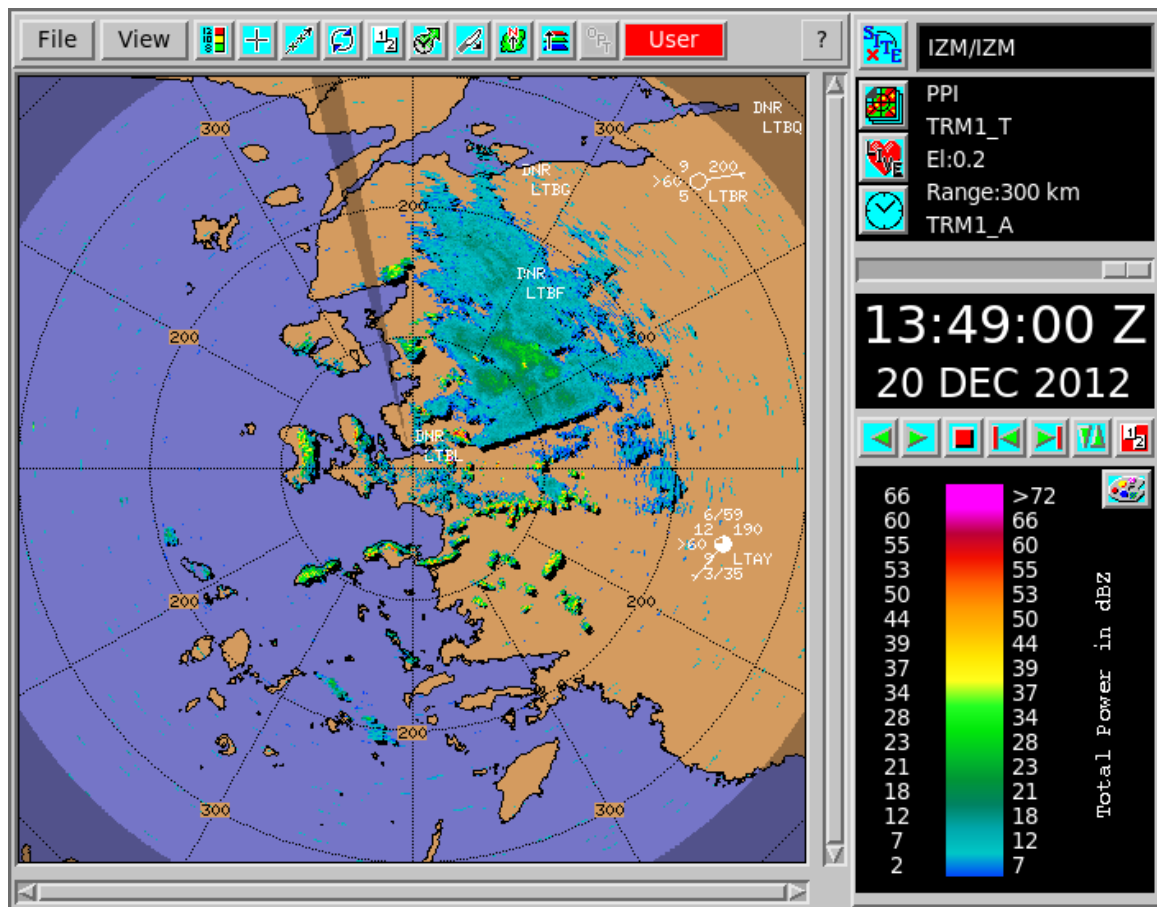 File View User ?
IZM/IZM
PPI
TRM1_T
El:0.2
Range:300 km
TRM1_A
13:49:00 Z
20 DEC 2012
300
300
DNR
LTBQ
9 200
>60
5 LTBR
DNR
LTBG
200
DNR
LTBF
200
200
DNR
LTBL
6/59
12 190
>60
9 LTAY
/3/35
200
200
200
300
300
66 >72
60 66
55 60
53 55
50 53
44 50
39 44
37 39
34 37
28 34
23 28
21 23
18 21
12 18
7 12
2 7
Total Power in dBZ